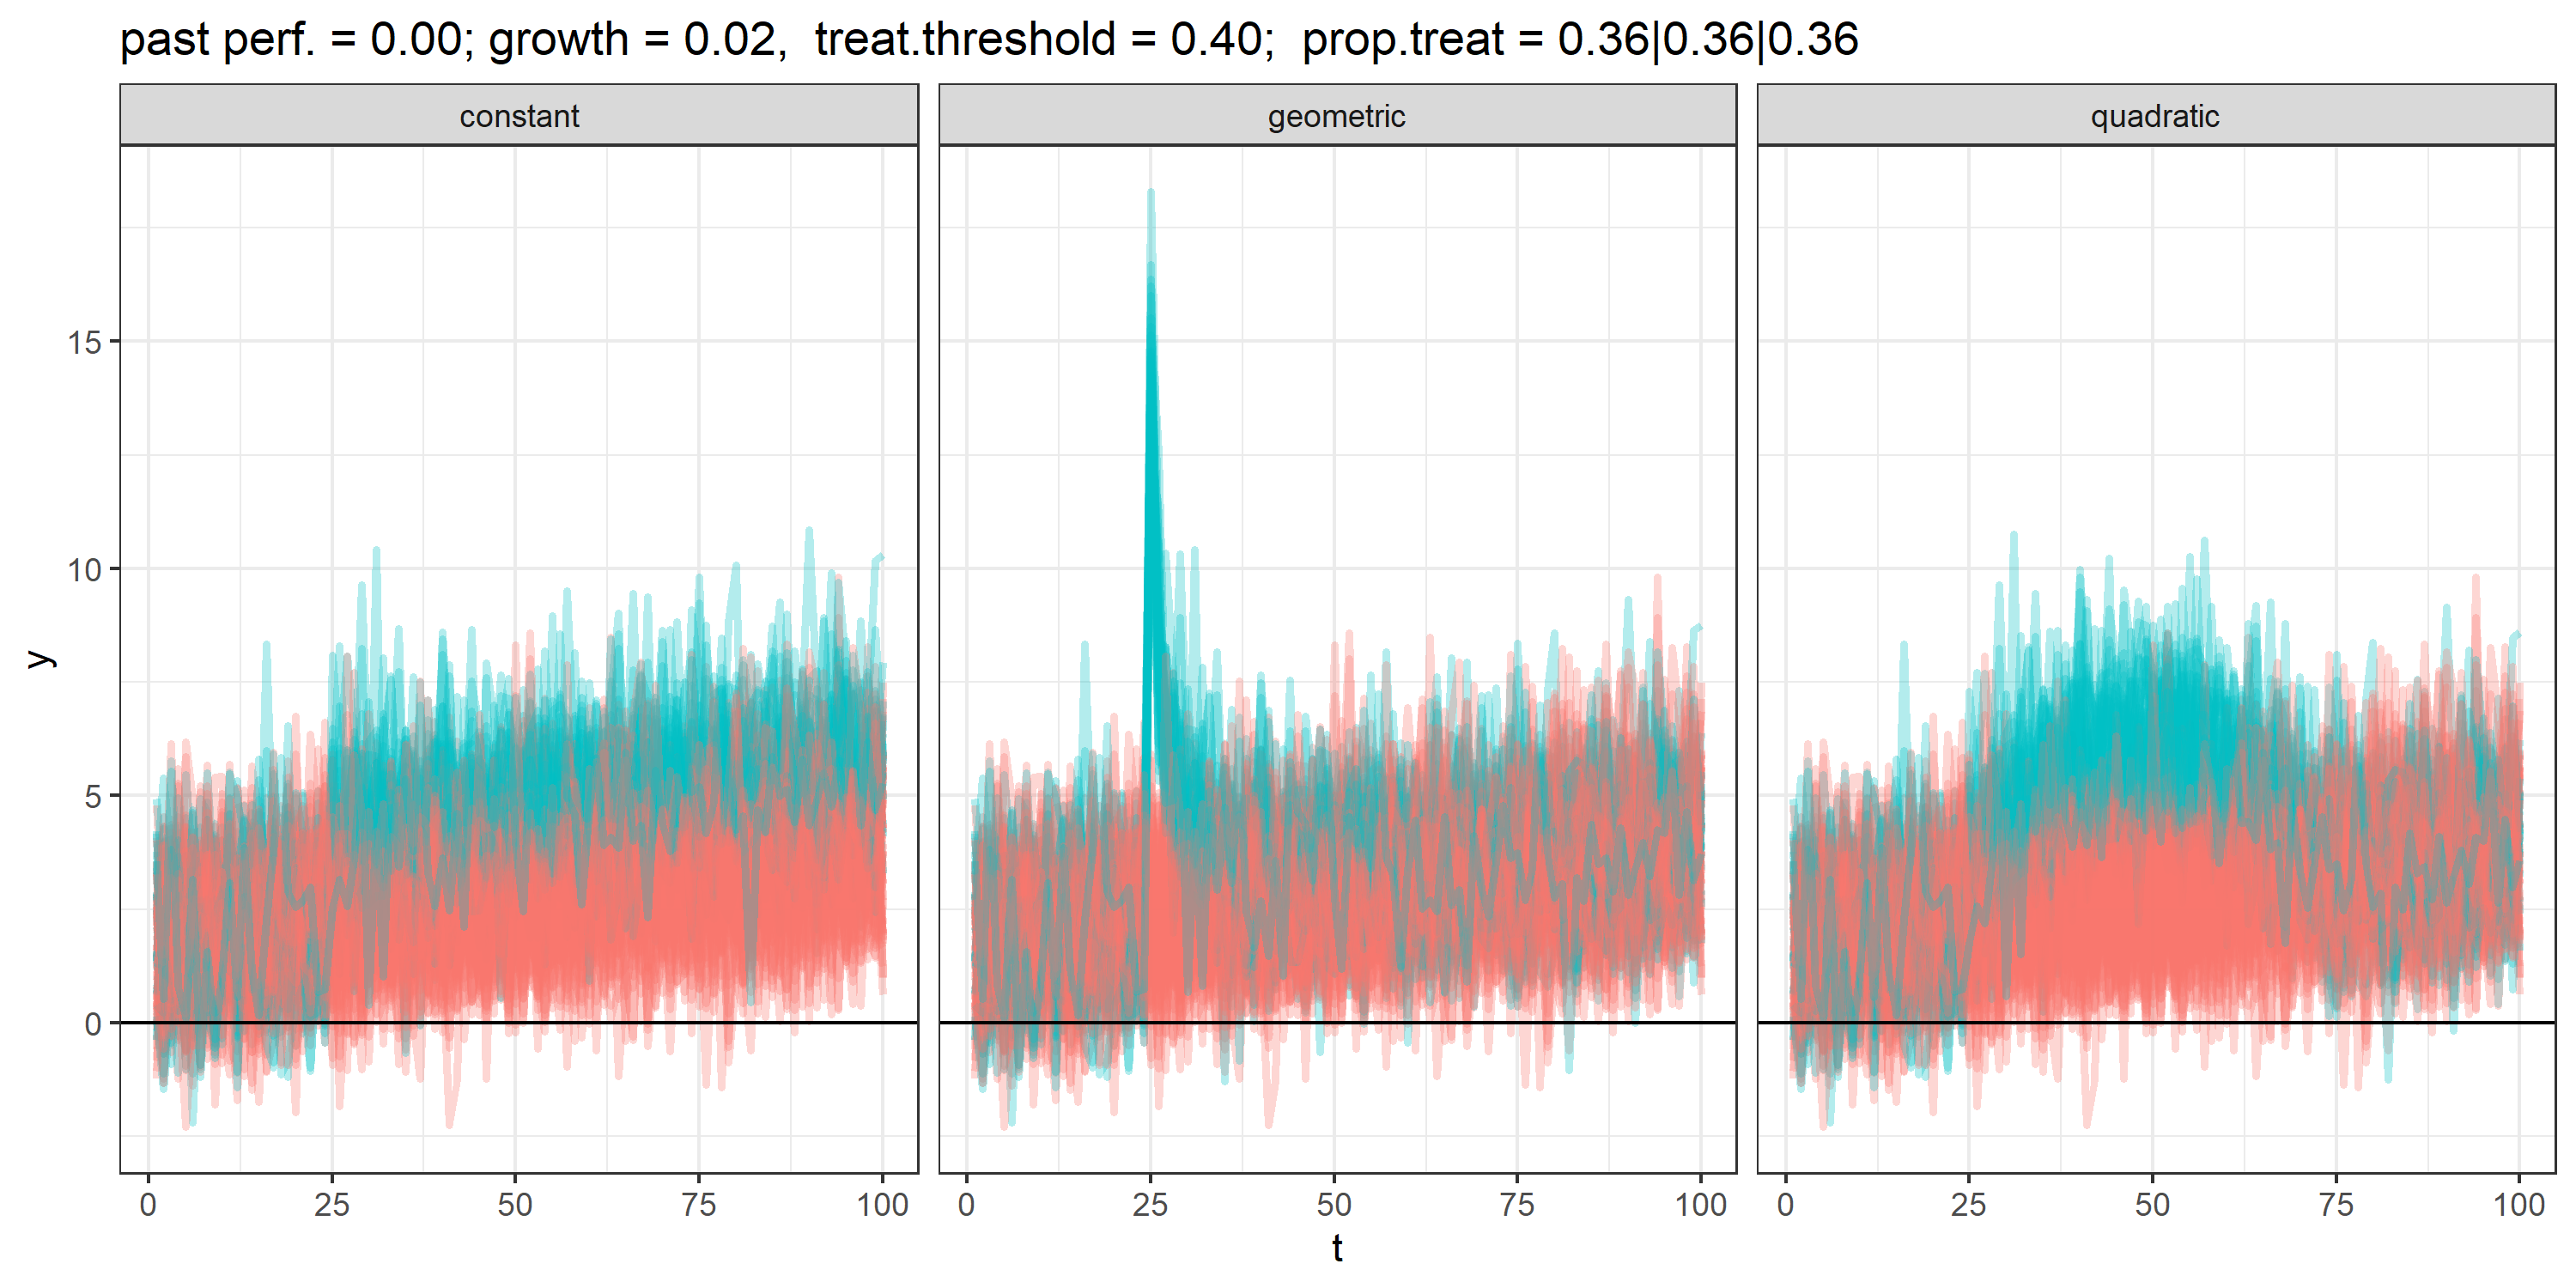 past perf. = 0.00; growth = 0.02,  treat.threshold = 0.40;  prop.treat = 0.36|0.36|0.36
constant geometric quadratic
y
15
10
5
0
0 25 50 75 100 0 25 50 75 100 0 25 50 75 100
t